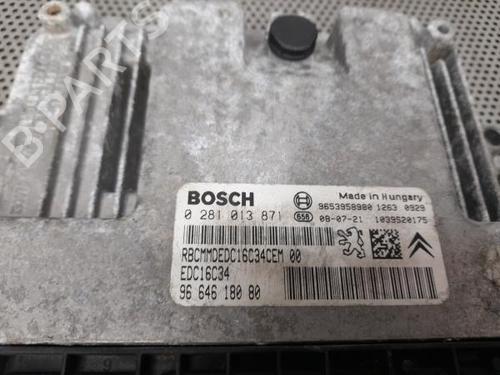 B-PARTS
BOSCH
Made in Hungary
0 281 013 871
9653958980 1263 0929
656
08-07-21 1039S20175
RBCMMDEDC16C34CEM 00
EDC16C34
96 646 180 80